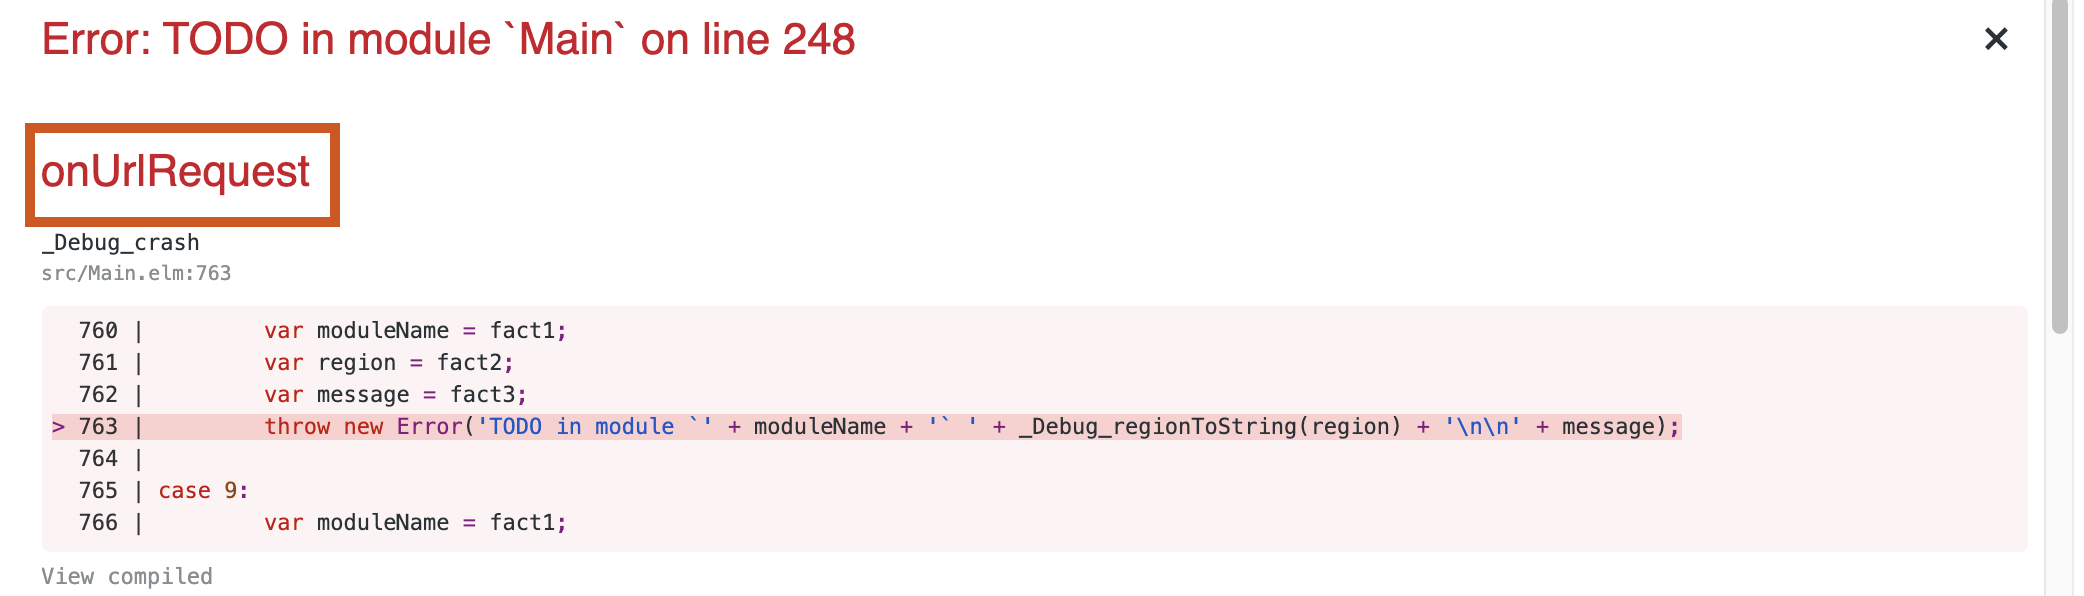 Error: TODO in module `Main` on line 248
onUrlRequest
_Debug_crash
src/Main.elm:763
760 |         var moduleName = fact1;
761 |         var region = fact2;
762 |         var message = fact3;
> 763 |         throw new Error('TODO in module `' + moduleName + '` ' + _Debug_regionToString(region) + '\n\n' + message);
764 |
765 | case 9:
766 |         var moduleName = fact1;
View compiled